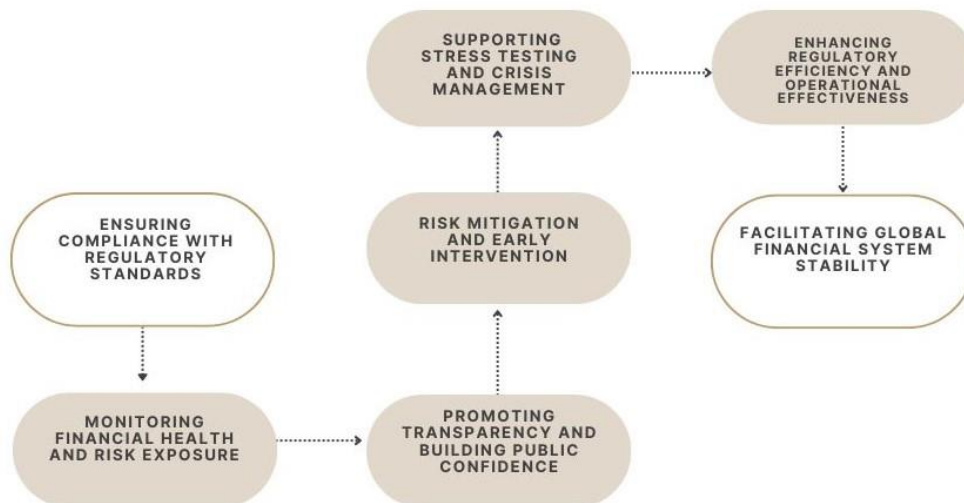 SUPPORTING
STRESS TESTING
AND CRISIS
MANAGEMENT
ENHANCING
REGULATORY
EFFICIENCY AND
OPERATIONAL
EFFECTIVENESS
ENSURING
COMPLIANCE WITH
REGULATORY
STANDARDS
RISK MITIGATION
AND EARLY
INTERVENTION
FACILITATING GLOBAL
FINANCIAL SYSTEM
STABILITY
MONITORING
FINANCIAL HEALTH
AND RISK EXPOSURE
PROMOTING
TRANSPARENCY AND
BUILDING PUBLIC
CONFIDENCE